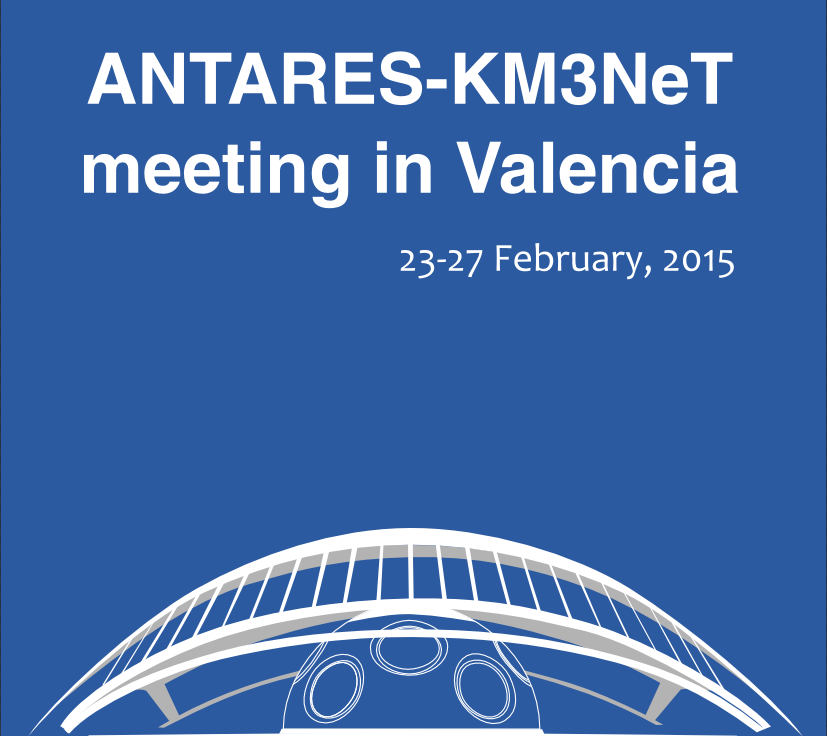 ANTARES-KM3NeT
meeting in Valencia
23-27 February, 2015